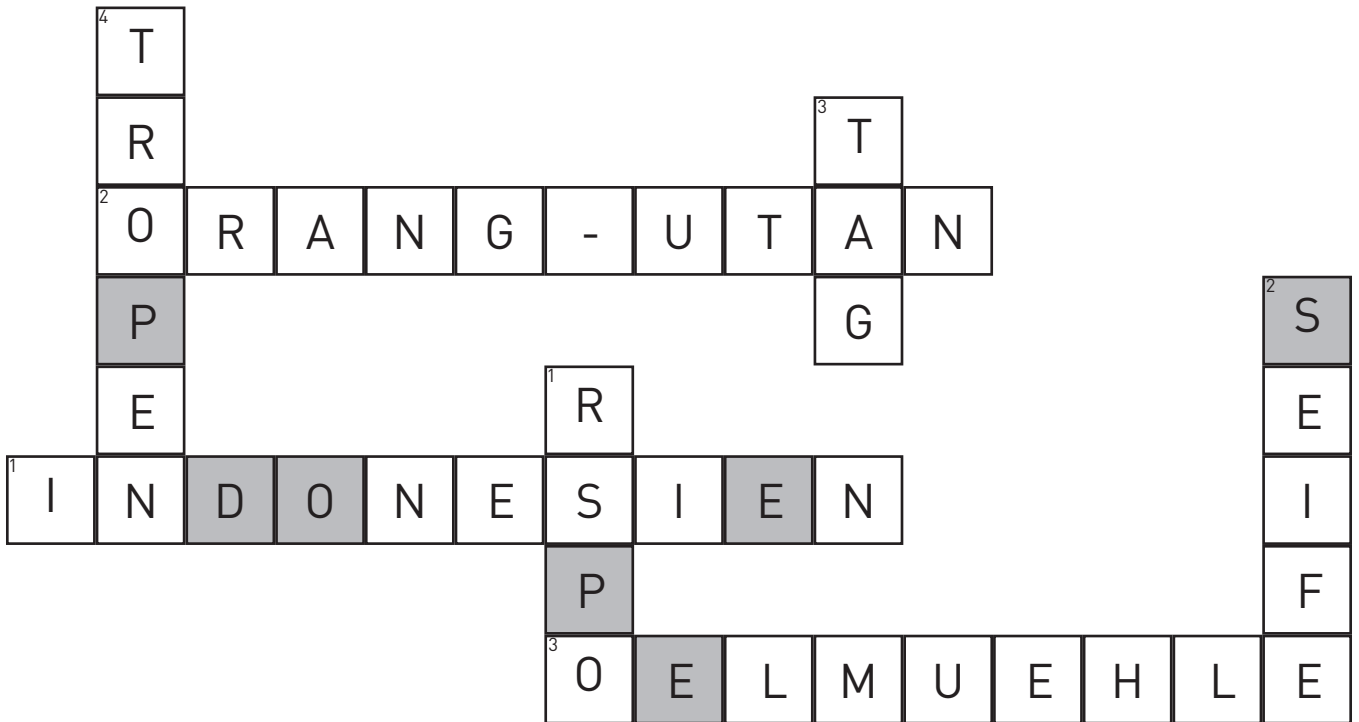 4 T
R 3 T
2 O R A N G - U T A N
P G 2 S
E 1 R E
1 I N D O N E S I E N I
P F
3 O E L M U E H L E